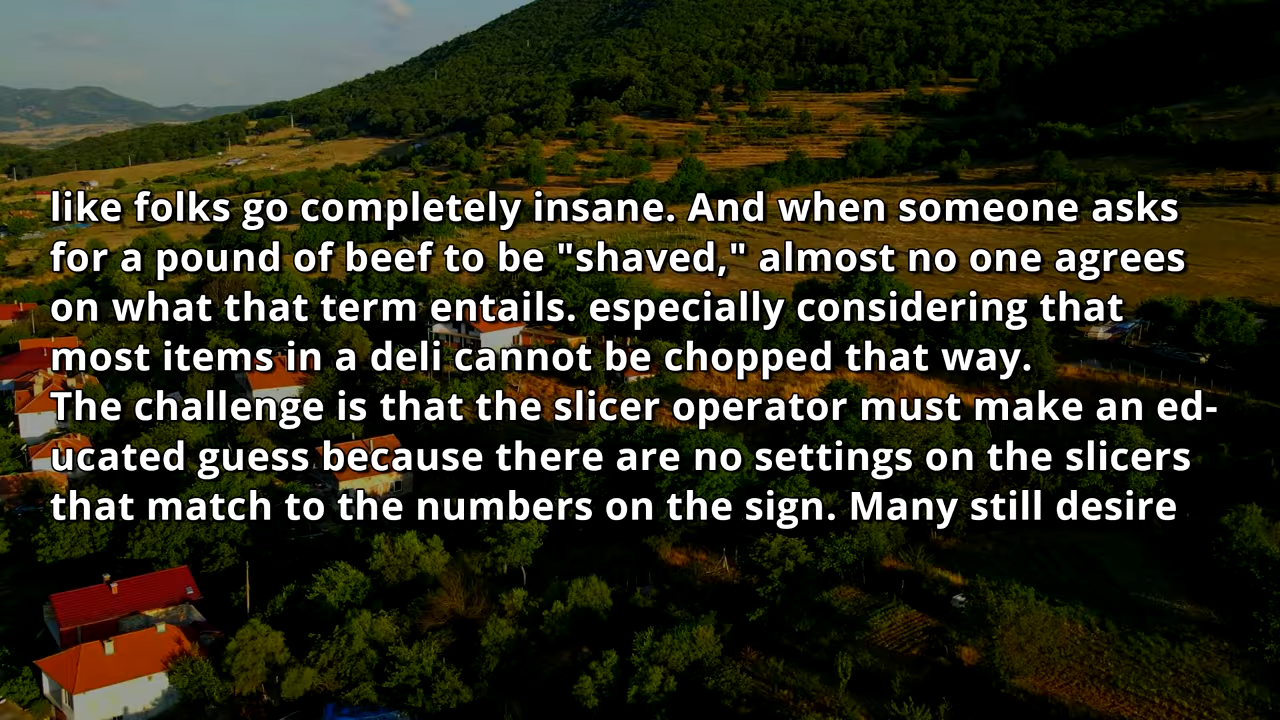 like folks go completely insane. And when someone asks
for a pound of beef to be "shaved," almost no one agrees
on what that term entails. especially considering that
most items in a deli cannot be chopped that way.
The challenge is that the slicer operator must make an ed-
ucated guess because there are no settings on the slicers
that match to the numbers on the sign. Many still desire